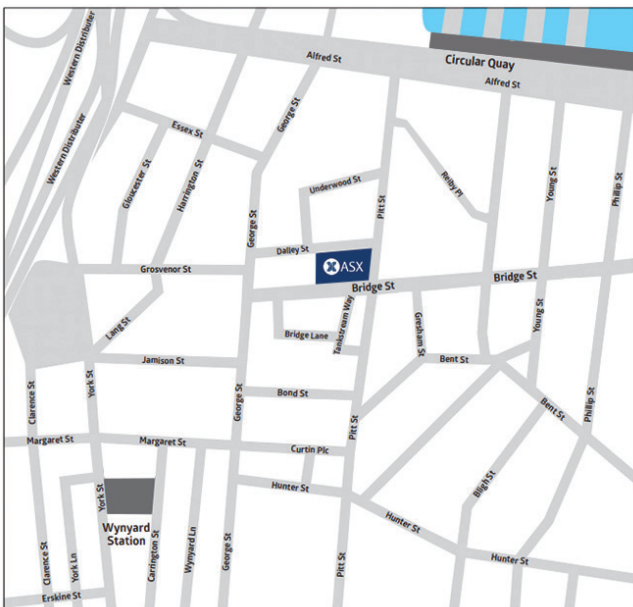 Western Distributer
Circular Quay
Alfred St
Alfred St
Western Distributer
Essex St
George St
Gloucester St
Harrington St
Underwood St
Reiby Pl
Young St
Phillip St
Pitt St
George St
Dalley St
ASX
Grosvenor St
Bridge St
Bridge St
Lang St
Bridge Lane
Tankstream Way
Gresham St
Young St
Jamison St
Bent St
York St
Clarence St
Bond St
George St
Bent St
Phillip St
Pitt St
Margaret St
Margaret St
Curtin Plc
Hunter St
Bligh St
York St
Wynyard
Station
Hunter St
Hunter St
Clarence St
York Ln
Carrington St
Wynyard Ln
George St
Pitt St
Erskine St